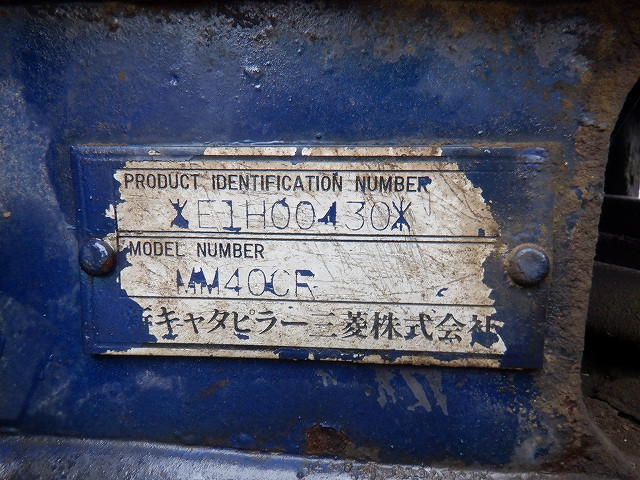 PRODUCT IDENTIFICATION NUMBER
*E1H00430*
MODEL NUMBER
MM40CR
キャタピラー三菱株式会社